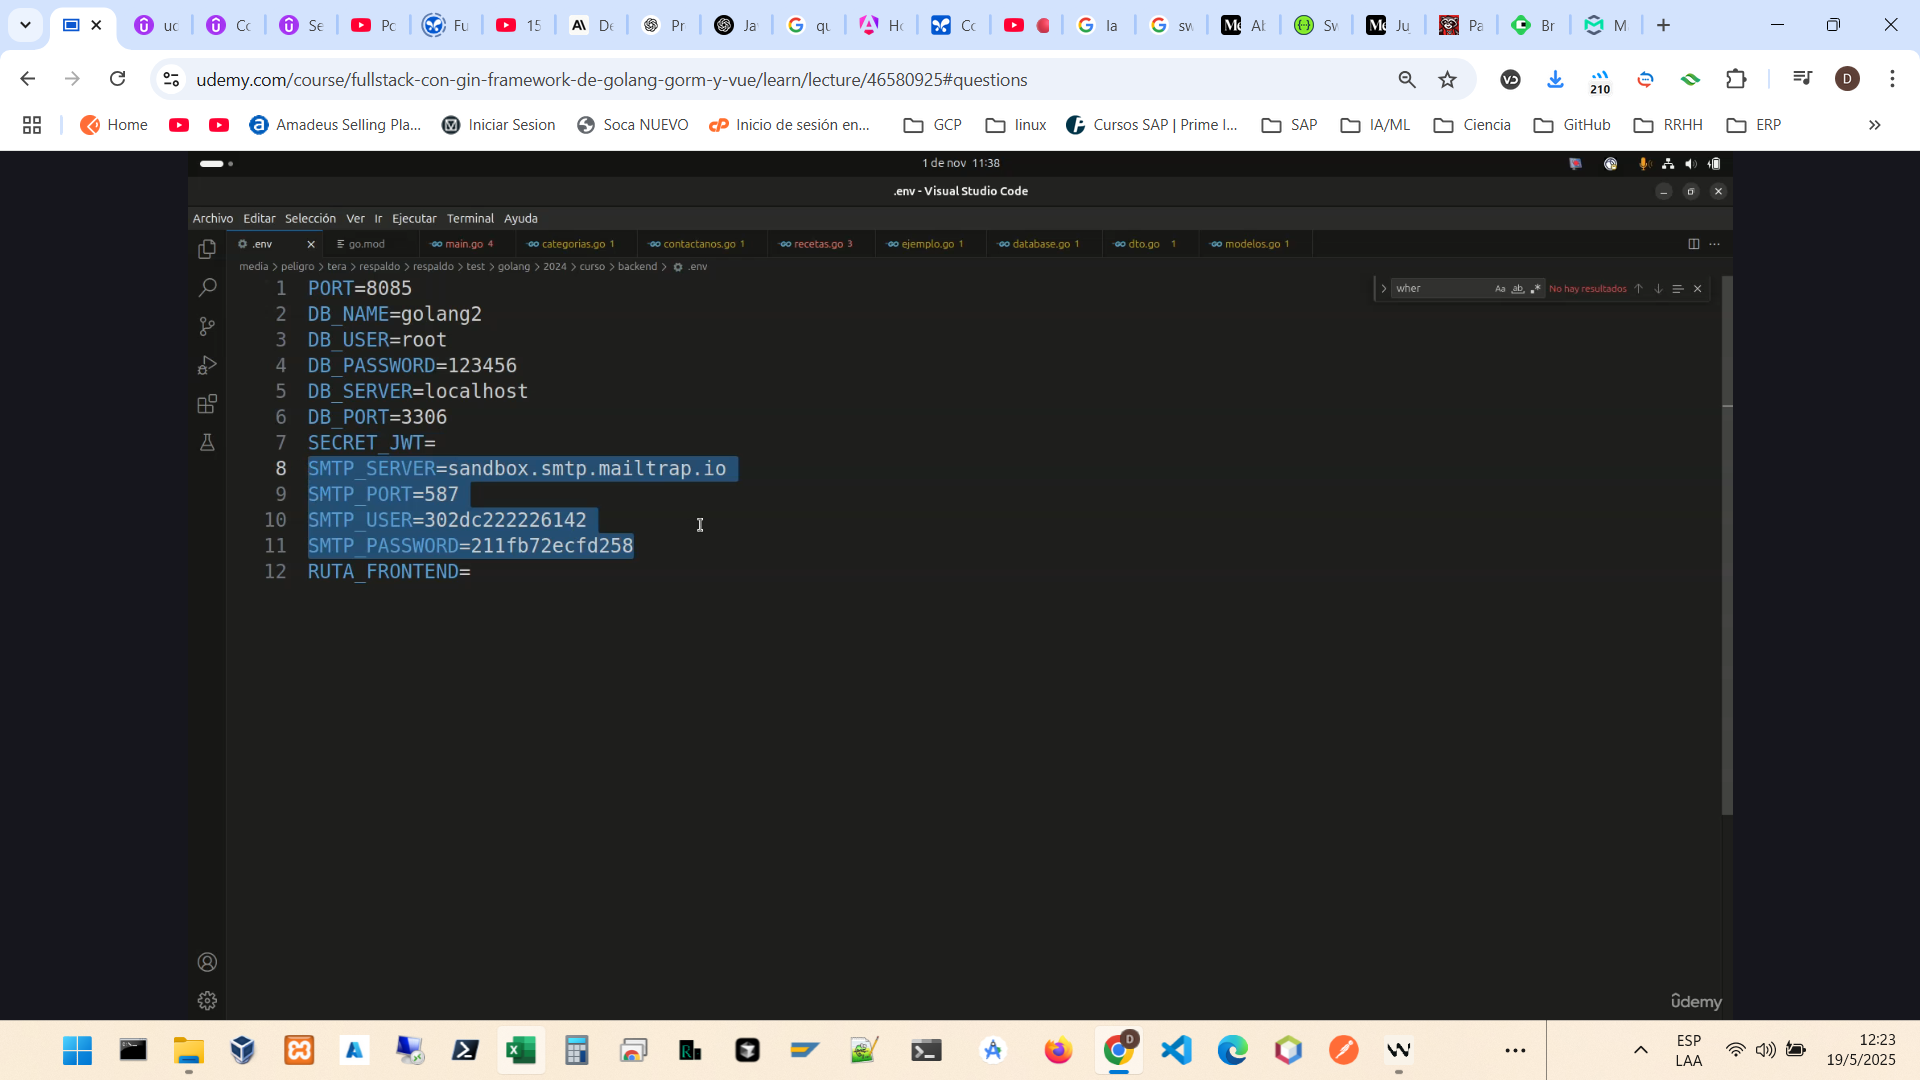 uc
Cc
Se
Pc
Fu
15
De
Pr
Ja
qu
Hc
Cc
la
sw
Al
Sw
Ju
Pa
Br
M
udemy.com/course/fullstack-con-gin-framework-de-golang-gorm-y-vue/learn/lecture/46580925#questions
210
D
Home
Amadeus Selling Pla...
Iniciar Sesion
Soca NUEVO
Inicio de sesión en...
GCP
linux
Cursos SAP | Prime I...
SAP
IA/ML
Ciencia
GitHub
RRHH
ERP
1 de nov 11:38
.env - Visual Studio Code
Archivo Editar Selección Ver Ir Ejecutar Terminal Ayuda
.env
go.mod
main.go 4
categorias.go 1
contactanos.go 1
recetas.go 3
ejemplo.go 1
database.go 1
dto.go 1
modelos.go 1
media > peligro > tera > respaldo > respaldo > test > golang > 2024 > curso > backend > .env
wher
Aa ab .*
No hay resultados
1 PORT=8085
2 DB_NAME=golang2
3 DB_USER=root
4 DB_PASSWORD=123456
5 DB_SERVER=localhost
6 DB_PORT=3306
7 SECRET_JWT=
8 SMTP_SERVER=sandbox.smtp.mailtrap.io
9 SMTP_PORT=587
10 SMTP_USER=302dc222226142
11 SMTP_PASSWORD=211fb72ecfd258
12 RUTA_FRONTEND=
ûdemy
ESP
LAA
12:23
19/5/2025